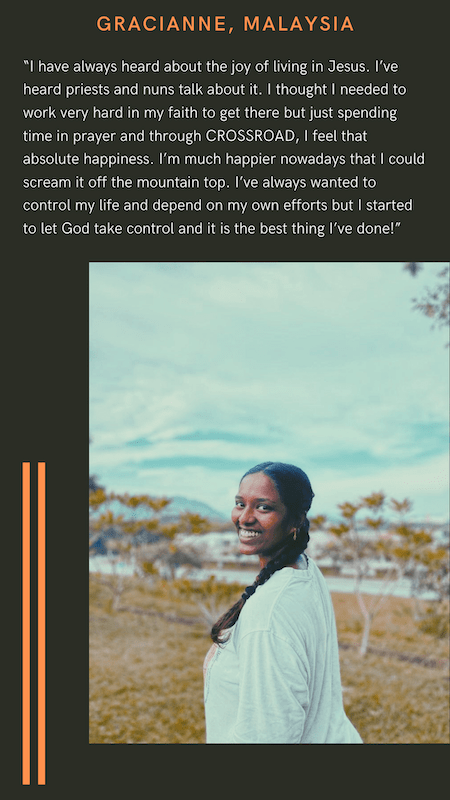 GRACIANNE, MALAYSIA
“I have always heard about the joy of living in Jesus. I’ve
heard priests and nuns talk about it. I thought I needed to
work very hard in my faith to get there but just spending
time in prayer and through CROSSROAD, I feel that
absolute happiness. I’m much happier nowadays that I could
scream it off the mountain top. I’ve always wanted to
control my life and depend on my own efforts but I started
to let God take control and it is the best thing I’ve done!”